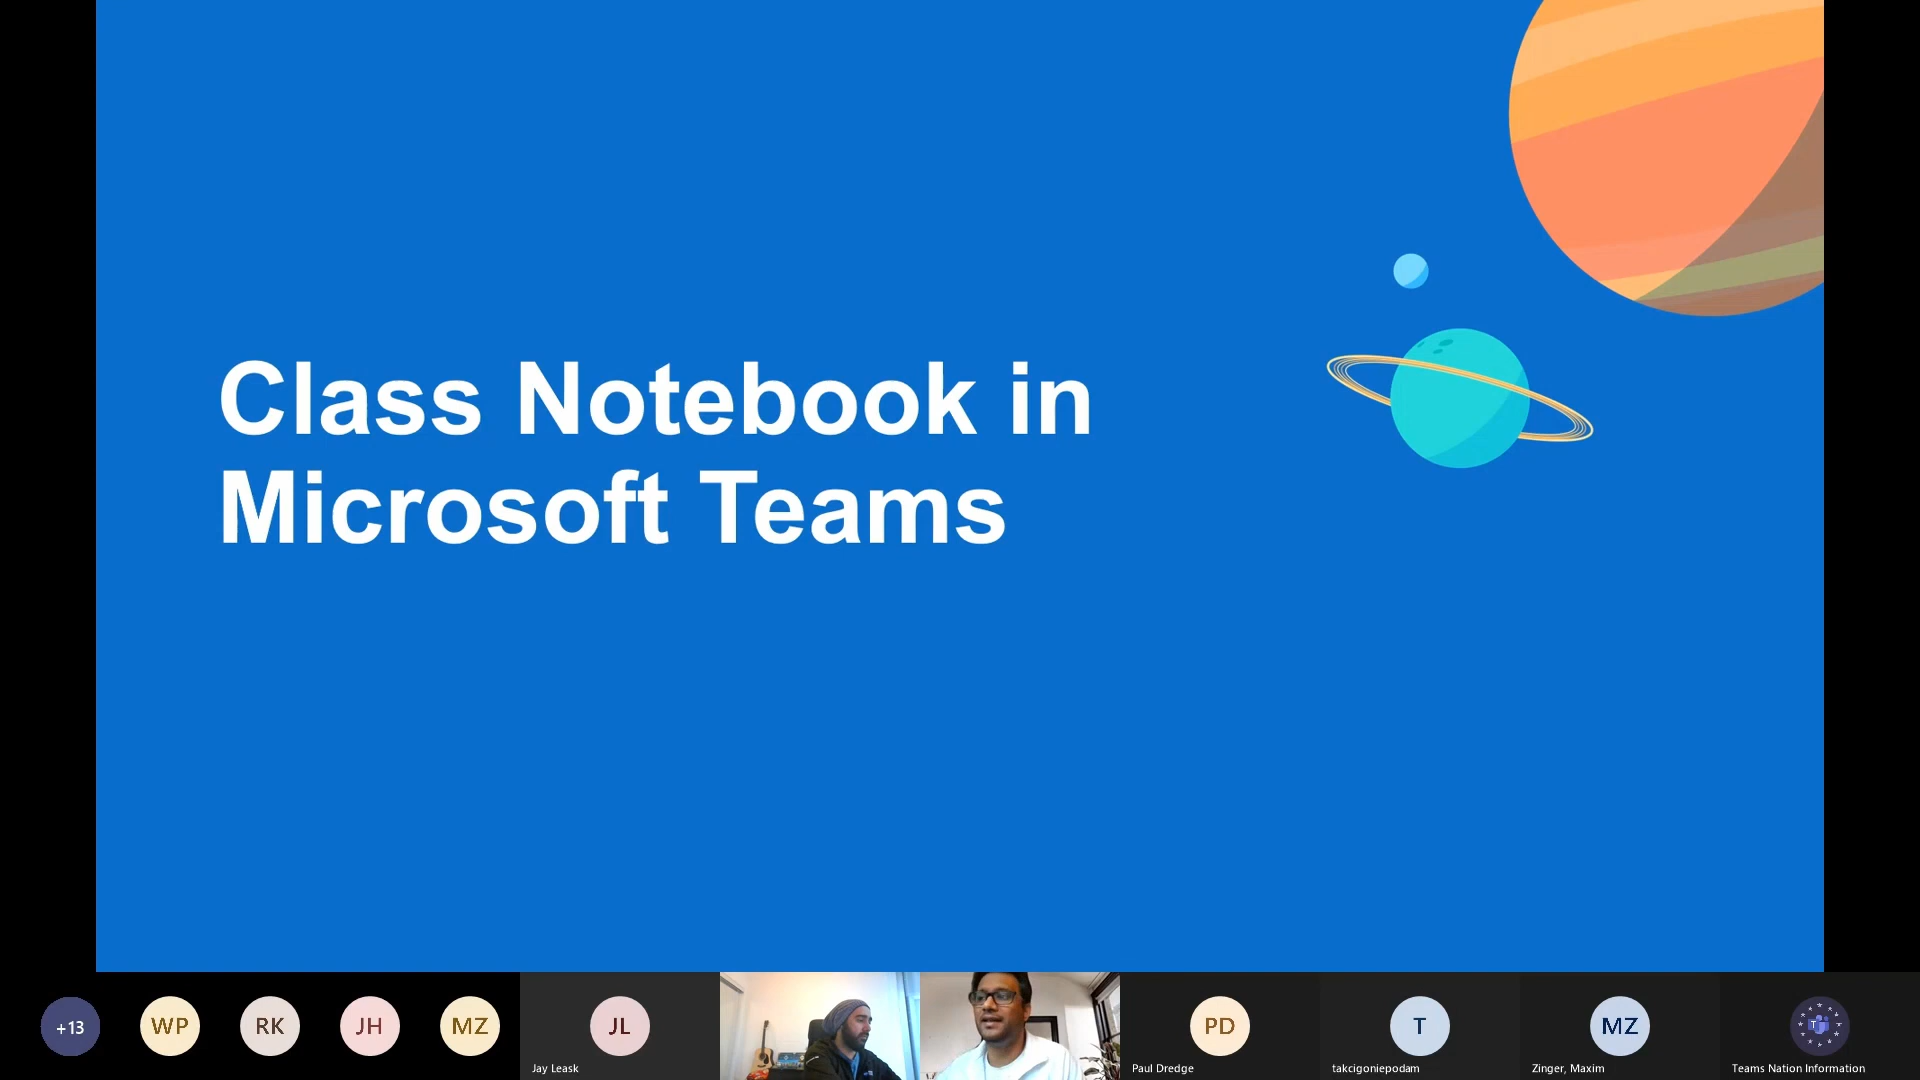 Class Notebook in
Microsoft Teams
+13
WP
RK
JH
MZ
JL
Jay Leask
PD
Paul Dredge
T
takcigoniepodam
MZ
Zinger, Maxim
T
Teams Nation Information